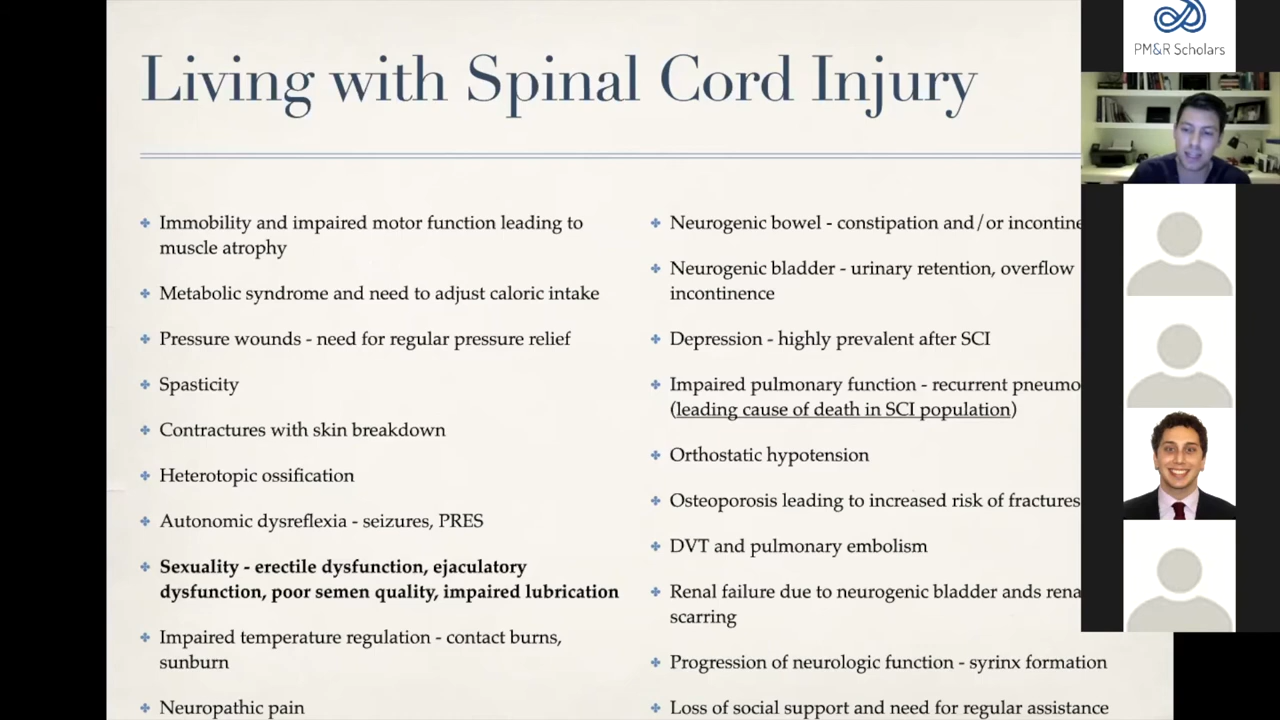 Living with Spinal Cord Injury
Immobility and impaired motor function leading to
muscle atrophy
Metabolic syndrome and need to adjust caloric intake
Pressure wounds - need for regular pressure relief
Spasticity
Contractures with skin breakdown
Heterotopic ossification
Autonomic dysreflexia - seizures, PRES
Sexuality - erectile dysfunction, ejaculatory
dysfunction, poor semen quality, impaired lubrication
Impaired temperature regulation - contact burns,
sunburn
Neuropathic pain
Neurogenic bowel - constipation and/or incontine
Neurogenic bladder - urinary retention, overflow
incontinence
Depression - highly prevalent after SCI
Impaired pulmonary function - recurrent pneumo
(leading cause of death in SCI population)
Orthostatic hypotension
Osteoporosis leading to increased risk of fractures
DVT and pulmonary embolism
Renal failure due to neurogenic bladder ands rena
scarring
Progression of neurologic function - syrinx formation
Loss of social support and need for regular assistance
PM&R Scholars